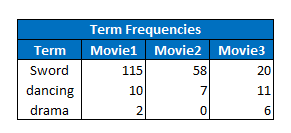 Term Frequencies
Term Movie1 Movie2 Movie3
Sword 115 58 20
dancing 10 7 11
drama 2 0 6